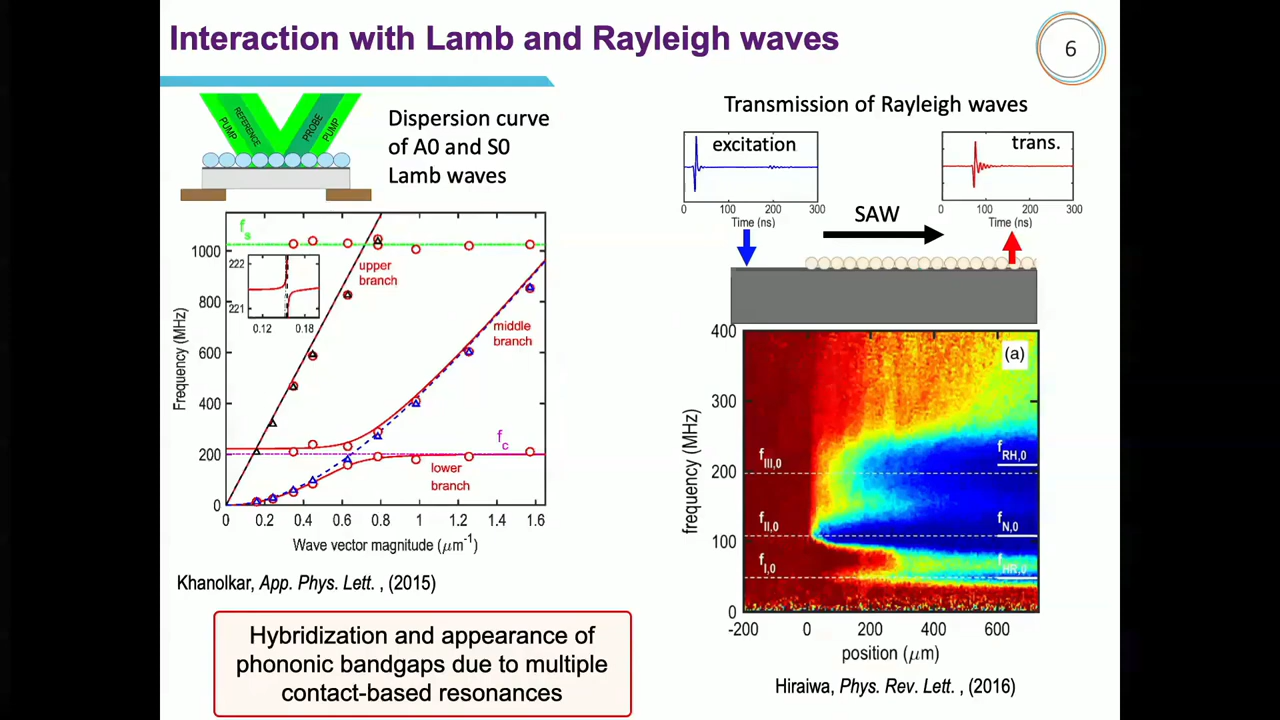 Interaction with Lamb and Rayleigh waves
6
PUMP
REFERENCE
PROBE
PUMP
Dispersion curve
of A0 and S0
Lamb waves
fs
1000
800
600
400
200
0
Frequency (MHz)
222
221
0.12 0.18
upper
branch
middle
branch
fc
lower
branch
0 0.2 0.4 0.6 0.8 1 1.2 1.4 1.6
Wave vector magnitude (μm-1)
Khanolkar, App. Phys. Lett. , (2015)
Hybridization and appearance of
phononic bandgaps due to multiple
contact-based resonances
Transmission of Rayleigh waves
excitation
0 100 200 300
Time (ns)
trans.
0 100 200 300
Time (ns)
SAW
400
300
200
100
0
frequency (MHz)
(a)
fIII,0
fRH,0
fII,0
fN,0
fI,0
fHR,0
-200 0 200 400 600
position (μm)
Hiraiwa, Phys. Rev. Lett. , (2016)